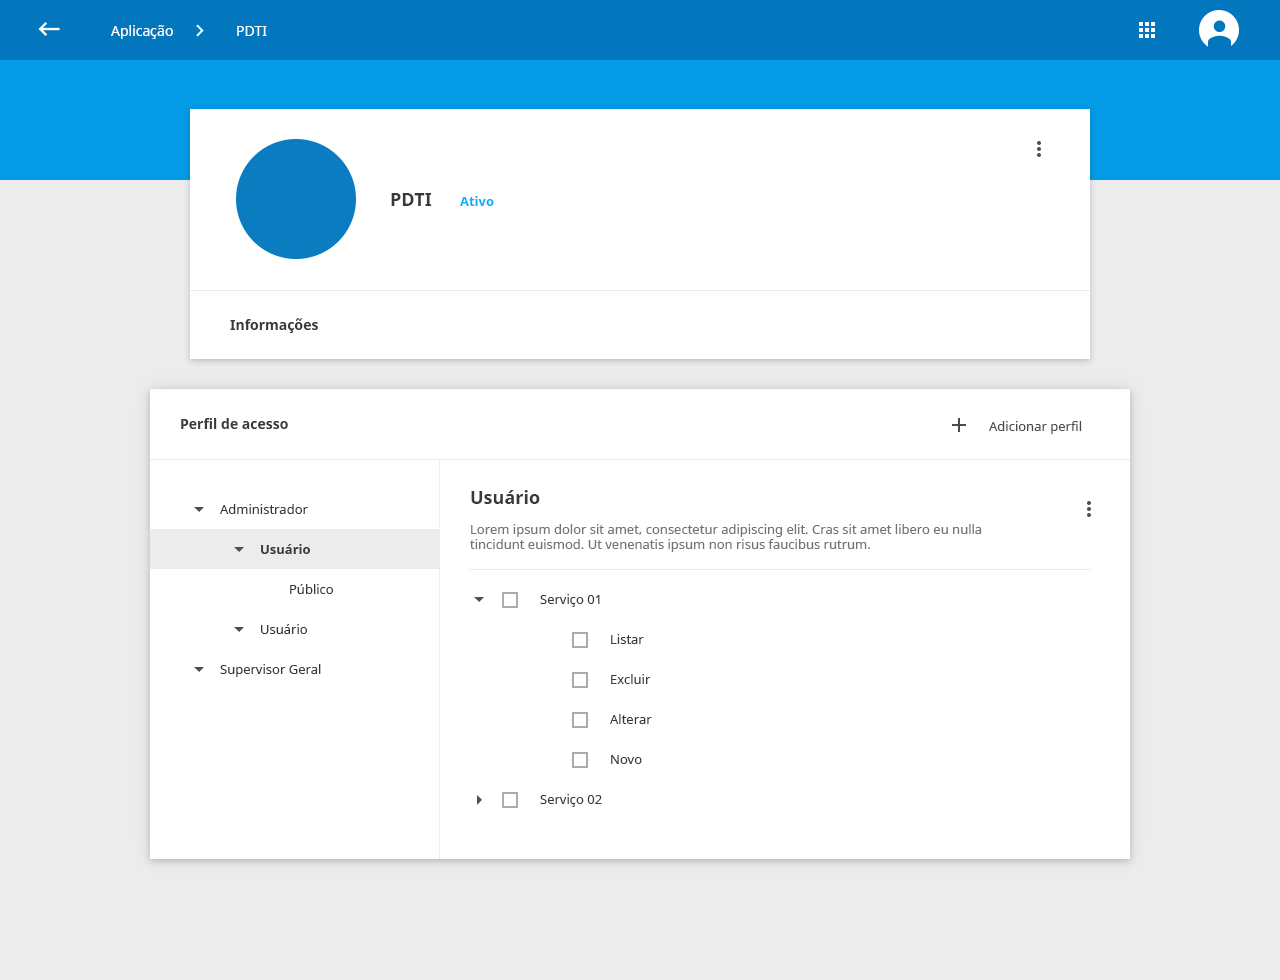 Aplicação
PDTI
PDTI
Ativo
Informações
Perfil de acesso
Adicionar perfil
Administrador
Usuário
Público
Usuário
Supervisor Geral
Usuário
Lorem ipsum dolor sit amet, consectetur adipiscing elit. Cras sit amet libero eu nulla
tincidunt euismod. Ut venenatis ipsum non risus faucibus rutrum.
Serviço 01
Listar
Excluir
Alterar
Novo
Serviço 02